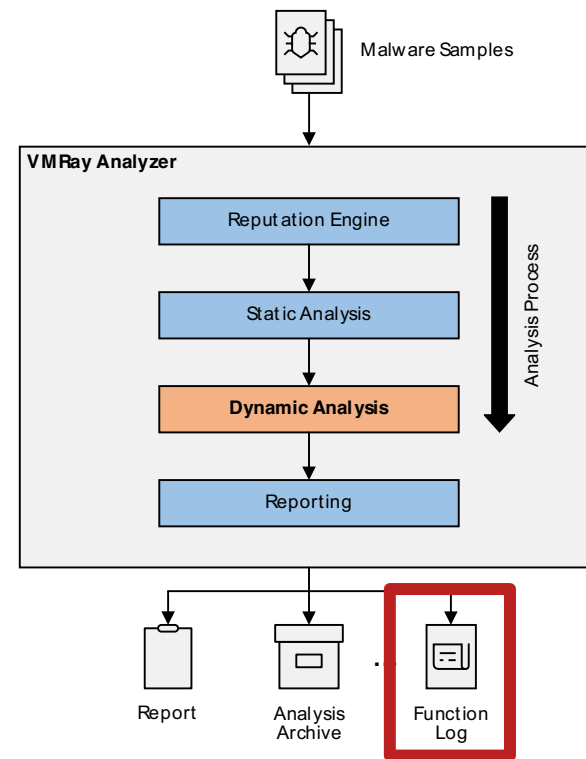 Malware Samples
VMRay Analyzer
Reputation Engine
Static Analysis
Analysis Process
Dynamic Analysis
Reporting
...
Report
Analysis
Archive
Function
Log